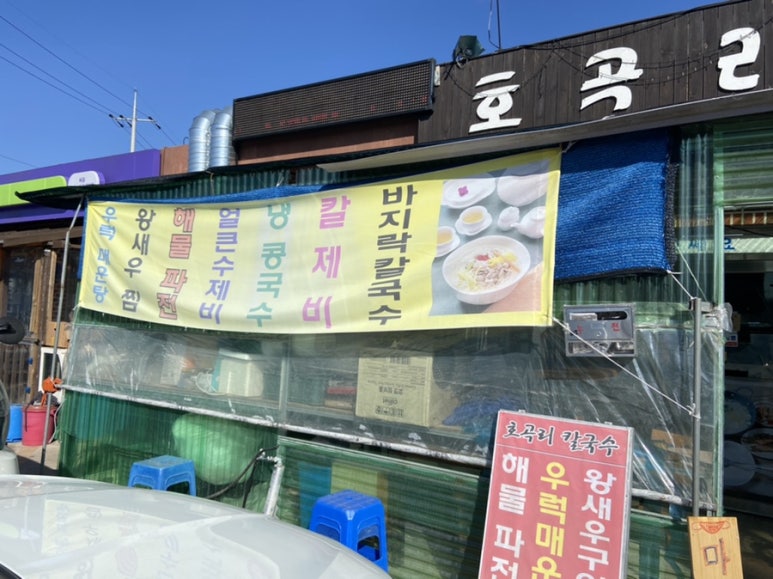 호곡리
바지락칼국수
칼제비
냉콩국수
얼큰수제비
해물파전
왕새우찜
우럭매운탕
호곡리 칼국수
왕새우구
우럭매운
해물 파전